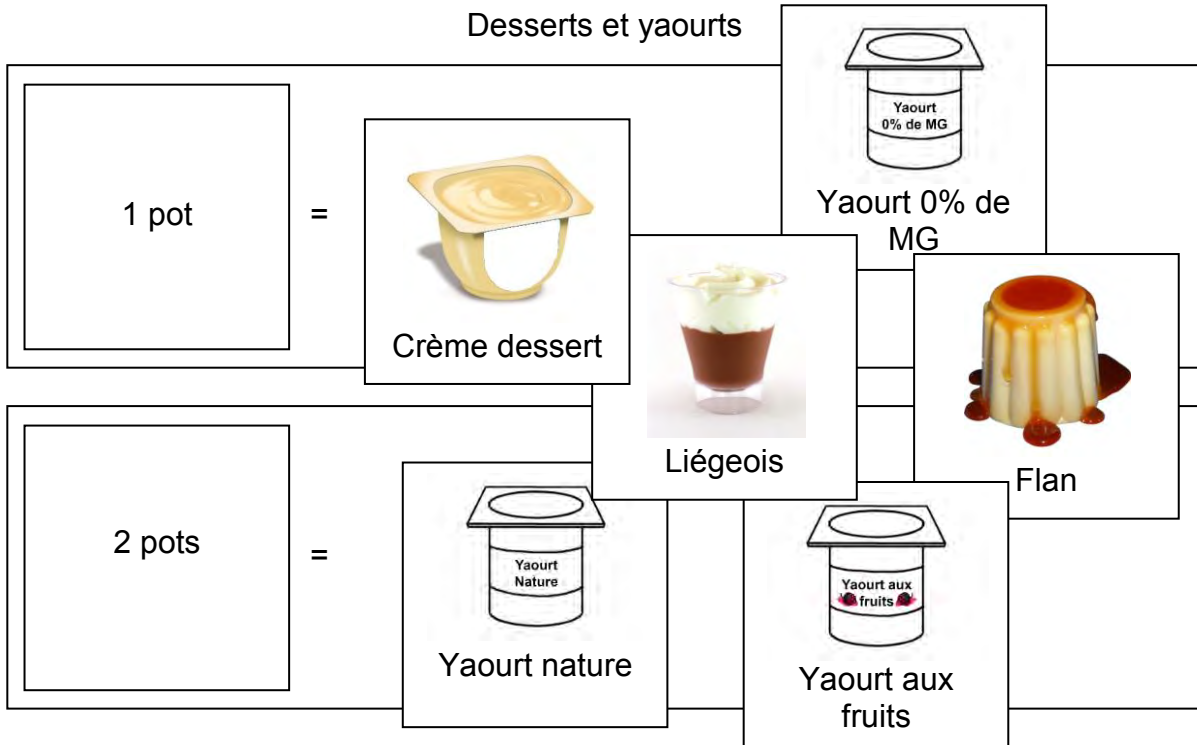 Desserts et yaourts
Yaourt
0% de MG
Yaourt 0% de
MG
1 pot
=
Crème dessert
Liégeois
Flan
2 pots
=
Yaourt
Nature
Yaourt nature
Yaourt aux
fruits
Yaourt aux
fruits